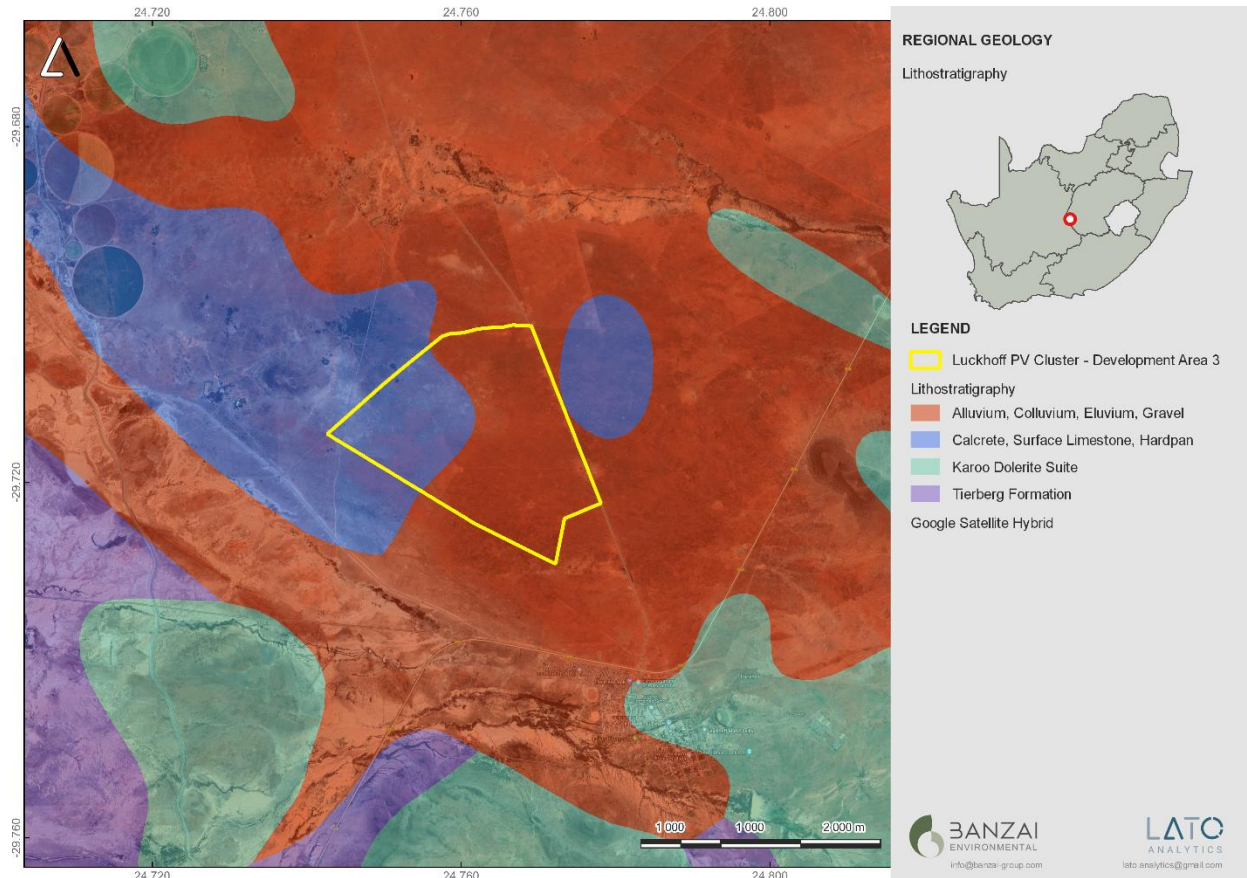 24.720
24.760
24.800
-29.680
-29.720
-29.760
24.720
24.760
24.800
1 000
1 000
2 000 m
REGIONAL GEOLOGY
Lithostratigraphy
LEGEND
Luckhoff PV Cluster - Development Area 3
Lithostratigraphy
Alluvium, Colluvium, Eluvium, Gravel
Calcrete, Surface Limestone, Hardpan
Karoo Dolerite Suite
Tierberg Formation
Google Satellite Hybrid
BANZAI
ENVIRONMENTAL
info@banzai-group.com
LATO
ANALYTICS
lato.analytics@gmail.com